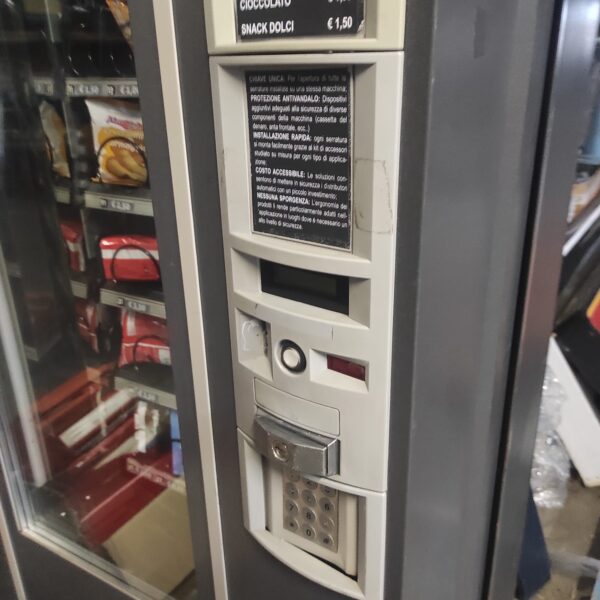 CIOCCOLATO
SNACK DOLCI € 1,50
CHIAVE UNICA: Per l'apertura di tutte le
serrature installate su una stessa macchina;
PROTEZIONE ANTIVANDALO: Dispositivi
aggiuntivi adeguati alla sicurezza di diverse
componenti della macchina (cassetta del
denaro, anta frontale, ecc..)
INSTALLAZIONE RAPIDA: ogni serratura
si monta facilmente grazie al kit di accessori
studiato su misura per ogni tipo di applica-
zione;
COSTO ACCESSIBILE: Le soluzioni con-
sentono di mettere in sicurezza i distributori
automatici con un piccolo investimento;
NESSUNA SPORGENZA: L'ergonomia dei
prodotti li rende particolarmente adatti nell-
l'applicazione in luoghi dove è necessario un
alto livello di sicurezza.